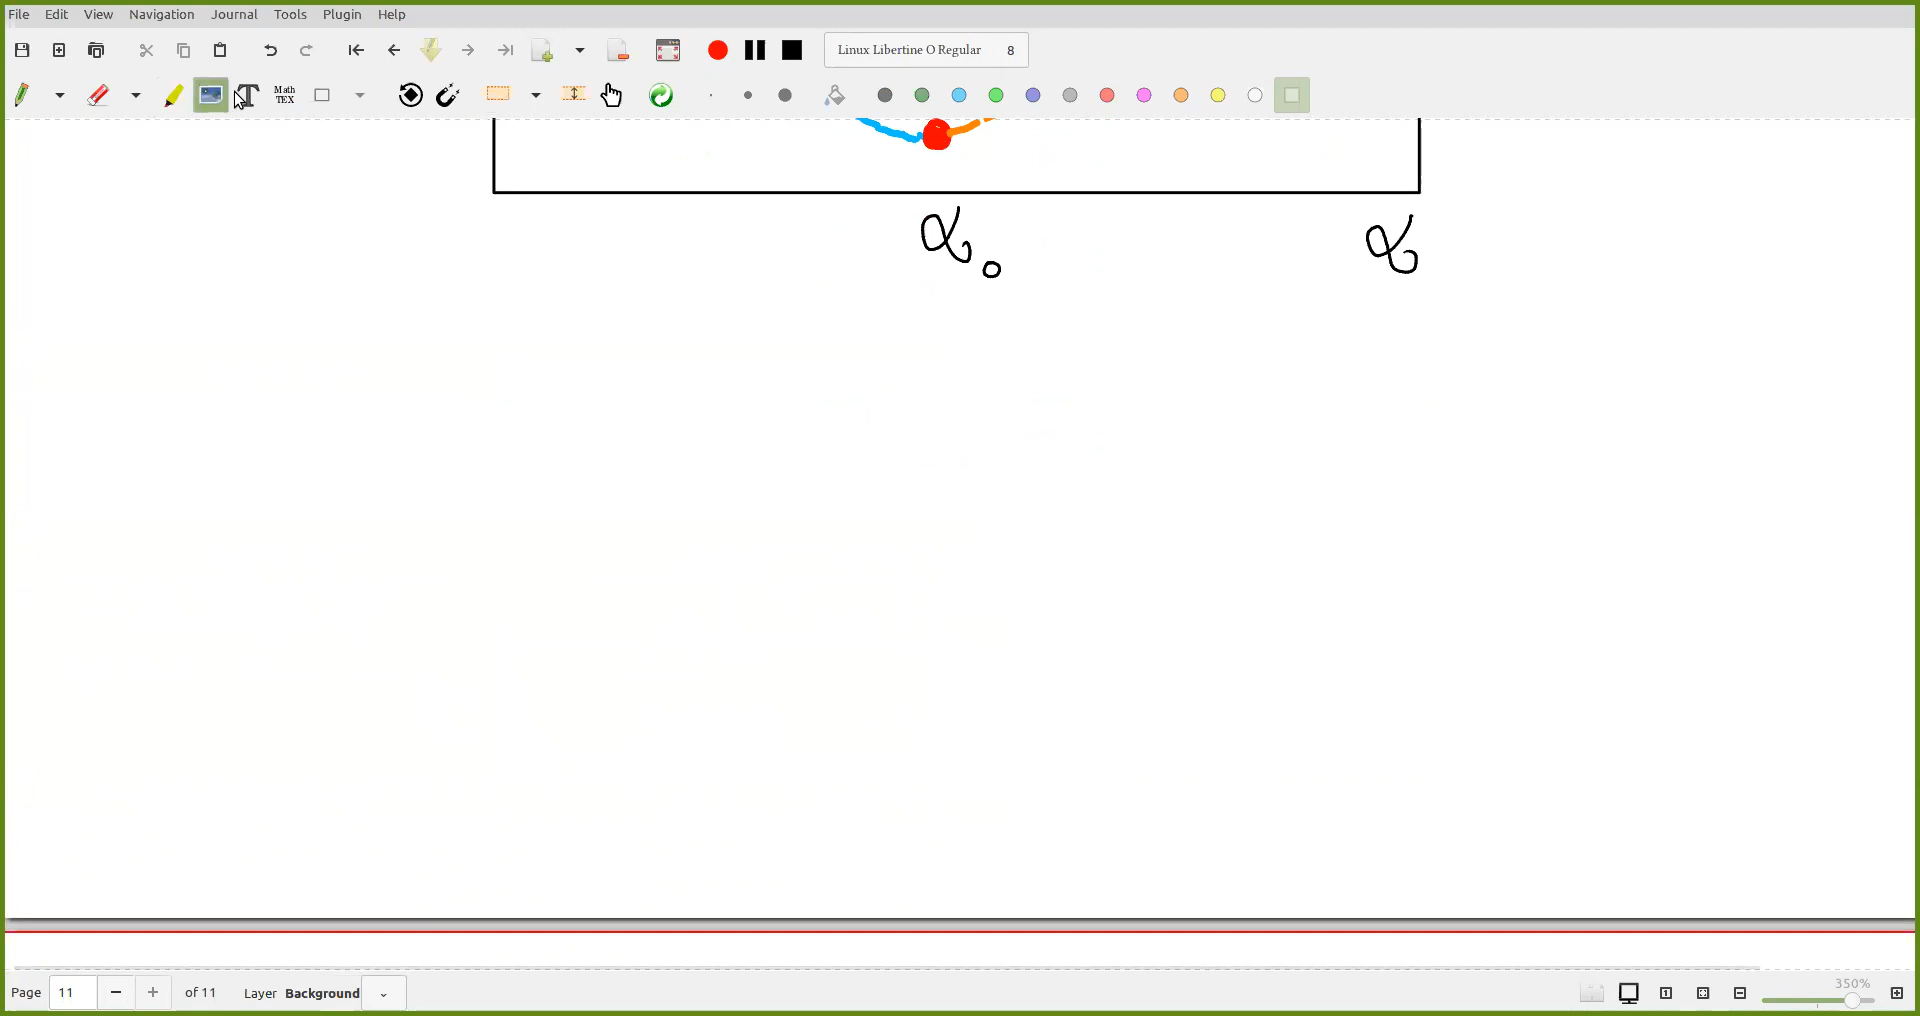 File Edit View Navigation Journal Tools Plugin Help
Linux Libertine O Regular 8
T Math TEX
α₀ α
Page 11 of 11 Layer Background 350%